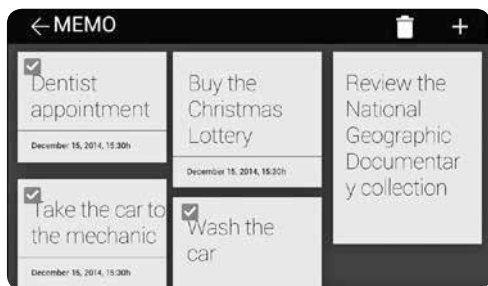 MEMO
Dentist
appointment
December 15, 2014, 15:30h
Take the car to
the mechanic
December 15, 2014, 15:30h
Buy the
Christmas
Lottery
December 15, 2014, 15:30h
Wash the
car
Review the
National
Geographic
Documentar
y collection